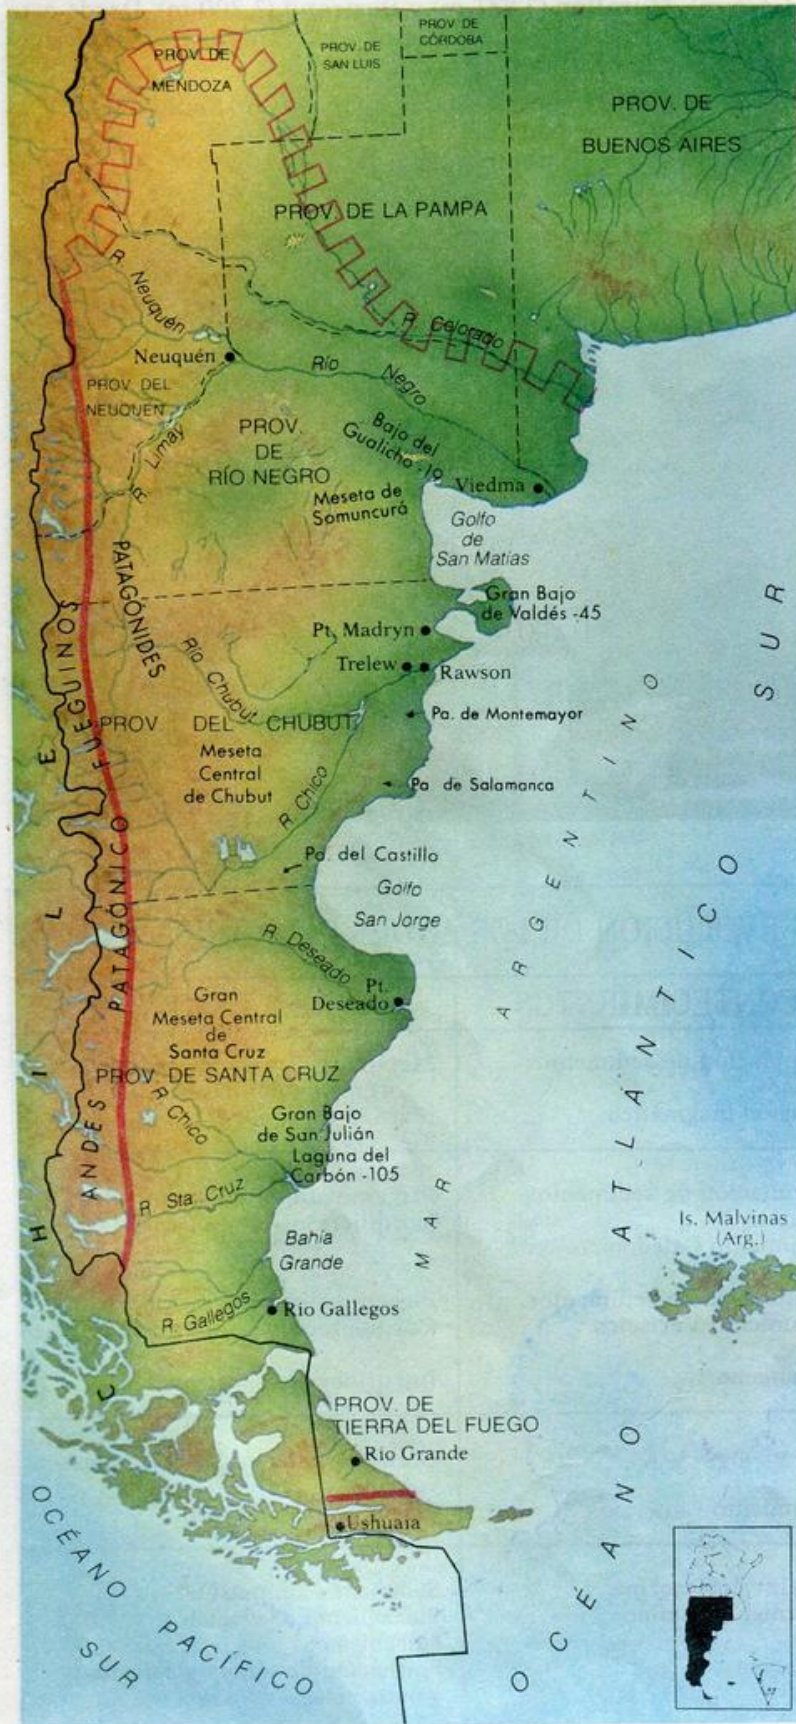 PROV. DE
CÓRDOBA
PROV. DE
SAN LUIS
PROV. DE
MENDOZA
PROV. DE
BUENOS AIRES
PROV. DE LA PAMPA
R. Neuquén
R. Colorado
Neuquén
Río Negro
PROV. DEL
NEUQUÉN
R. Limay
PROV.
DE
RÍO NEGRO
Bajo del
Gualicho -19
Viedma
Meseta de
Somuncurá
Golfo
de
San Matías
PATAGÓNIDES
Gran Bajo
de Valdés -45
Pt. Madryn
Trelew
Rawson
Río Chubut
PROV DEL CHUBUT
Pa. de Montemayor
Meseta
Central
de Chubut
R. Chico
Pa. de Salamanca
Pa. del Castillo
Golfo
San Jorge
R. Deseado
Pt.
Deseado
Gran
Meseta Central
de
Santa Cruz
PROV. DE SANTA CRUZ
R. Chico
Gran Bajo
de San Julián
Laguna del
Carbón -105
R. Sta. Cruz
Bahía
Grande
R. Gallegos
Rio Gallegos
ANDES PATAGÓNICO FUEGUINOS
CHILE
MAR ARGENTINO
OCÉANO ATLÁNTICO SUR
Is. Malvinas
(Arg.)
PROV. DE
TIERRA DEL FUEGO
Rio Grande
Ushuaia
OCÉANO PACÍFICO
SUR